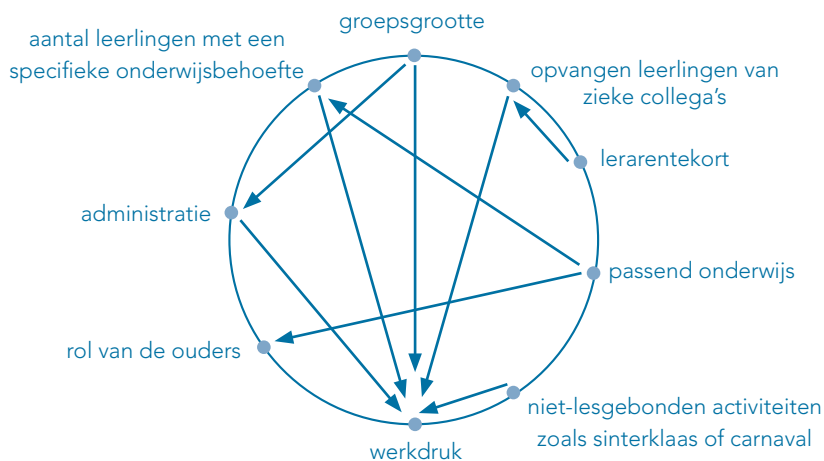 groepsgrootte
aantal leerlingen met een
specifieke onderwijsbehoefte
opvangen leerlingen van
zieke collega's
lerarentekort
administratie
passend onderwijs
rol van de ouders
niet-lesgebonden activiteiten
zoals sinterklaas of carnaval
werkdruk